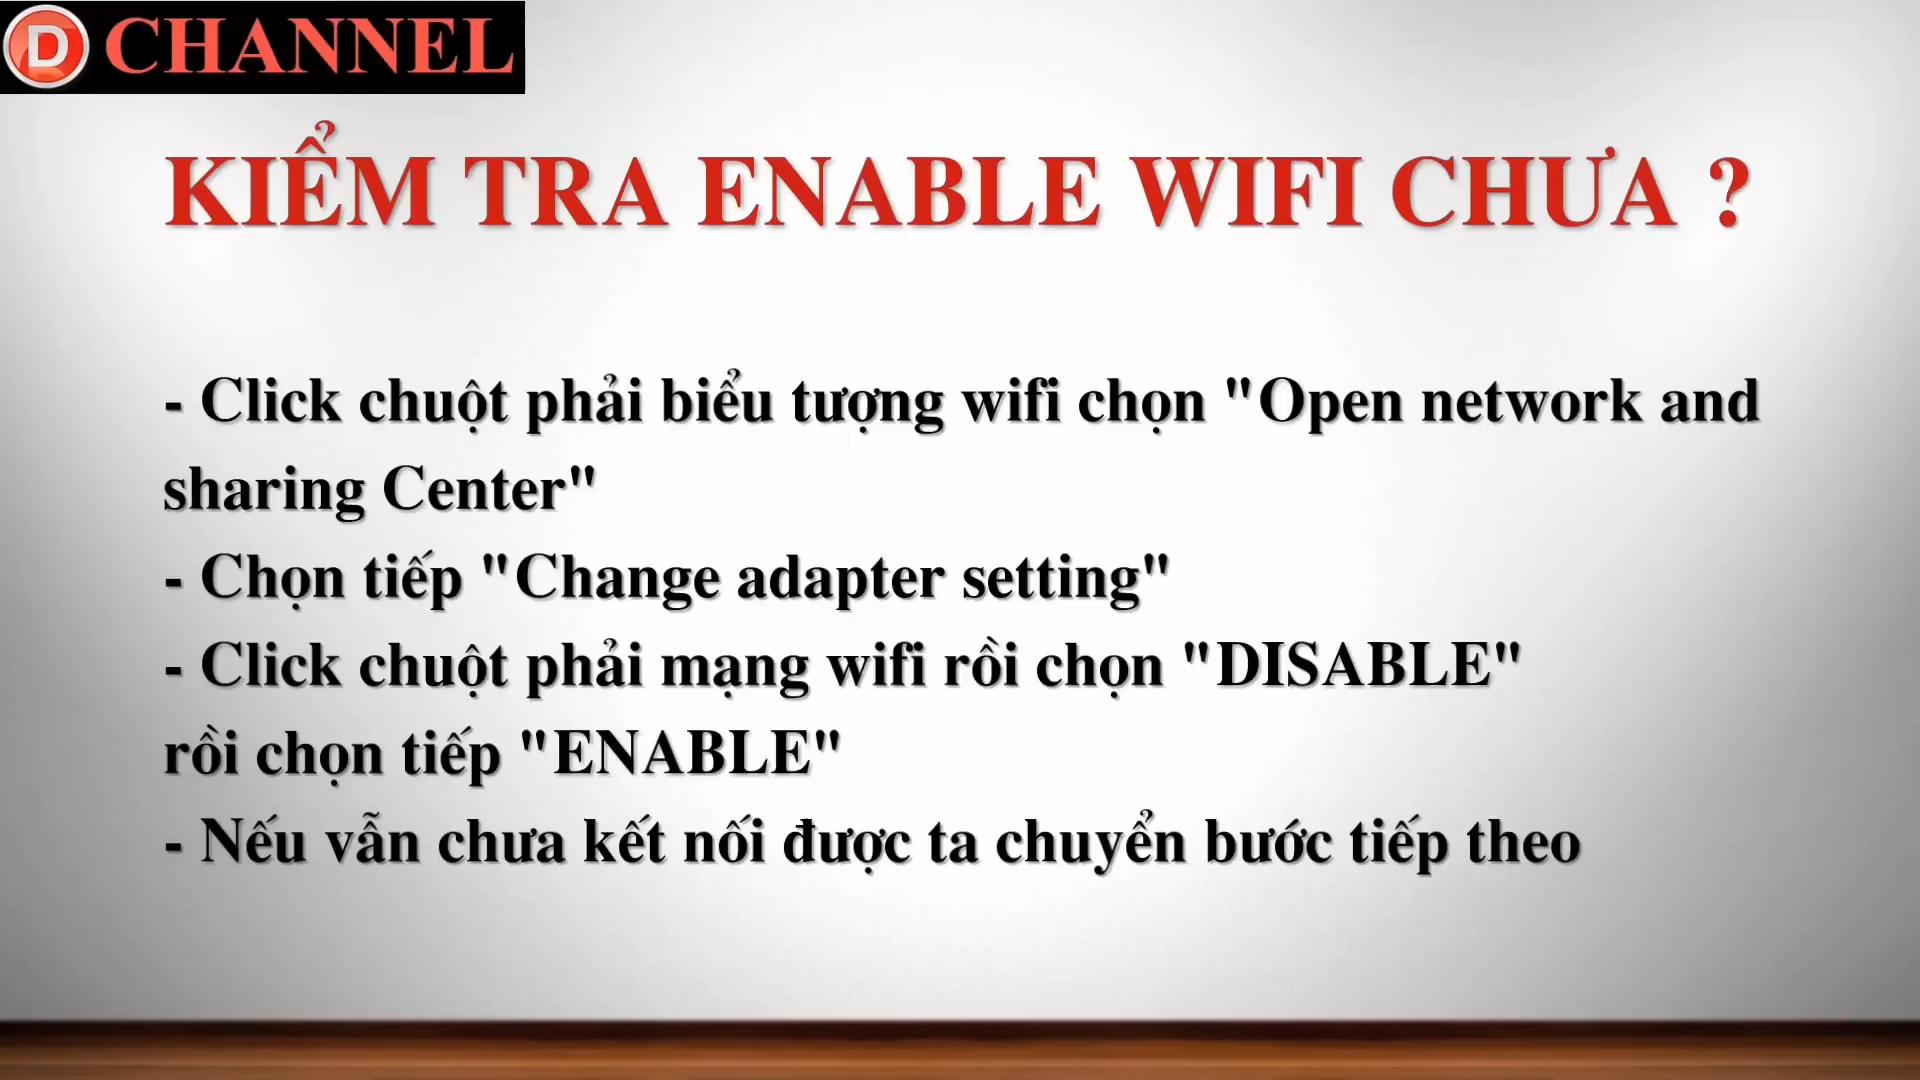 D CHANNEL
KIỂM TRA ENABLE WIFI CHƯA ?
- Click chuột phải biểu tượng wifi chọn "Open network and
sharing Center"
- Chọn tiếp "Change adapter setting"
- Click chuột phải mạng wifi rồi chọn "DISABLE"
rồi chọn tiếp "ENABLE"
- Nếu vẫn chưa kết nối được ta chuyển bước tiếp theo